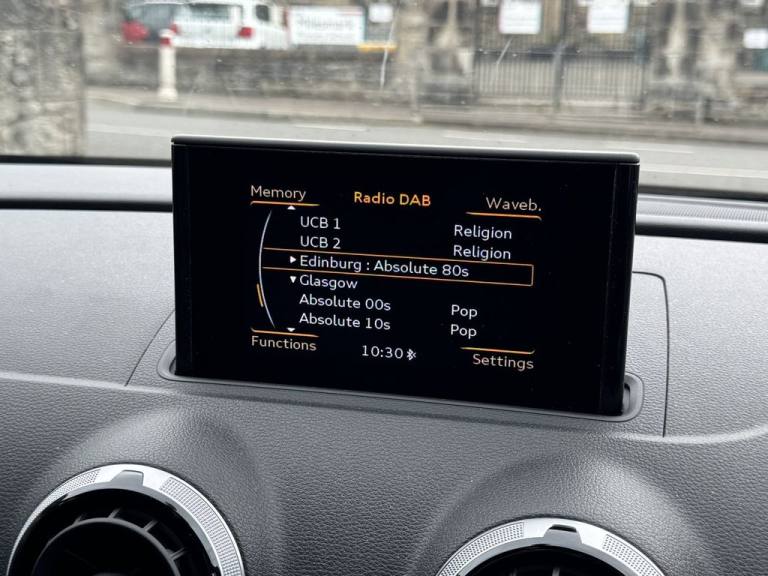 Memory Radio DAB Waveb.
UCB 1 Religion
UCB 2 Religion
Edinburg : Absolute 80s
Glasgow
Absolute 00s Pop
Absolute 10s Pop
Functions 10:30 Settings